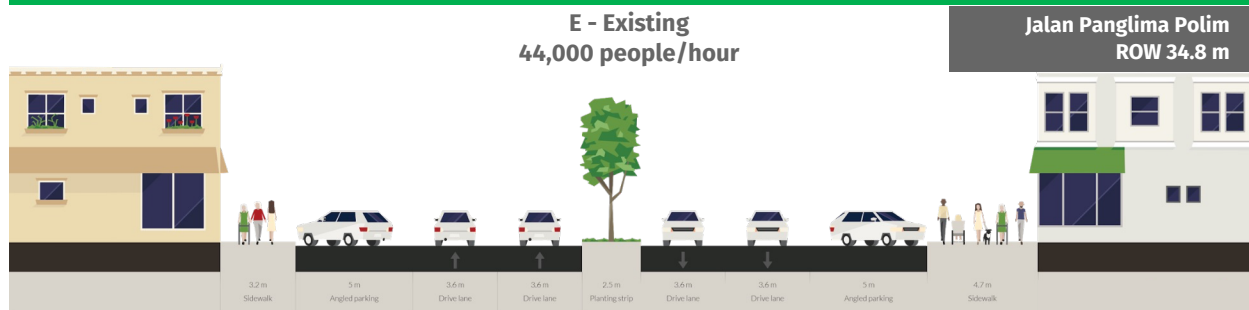 E - Existing
44,000 people/hour
Jalan Panglima Polim
ROW 34.8 m
3.2 m
Sidewalk
5 m
Angled parking
3.6 m
Drive lane
3.6 m
Drive lane
2.5 m
Planting strip
3.6 m
Drive lane
3.6 m
Drive lane
5 m
Angled parking
4.7 m
Sidewalk